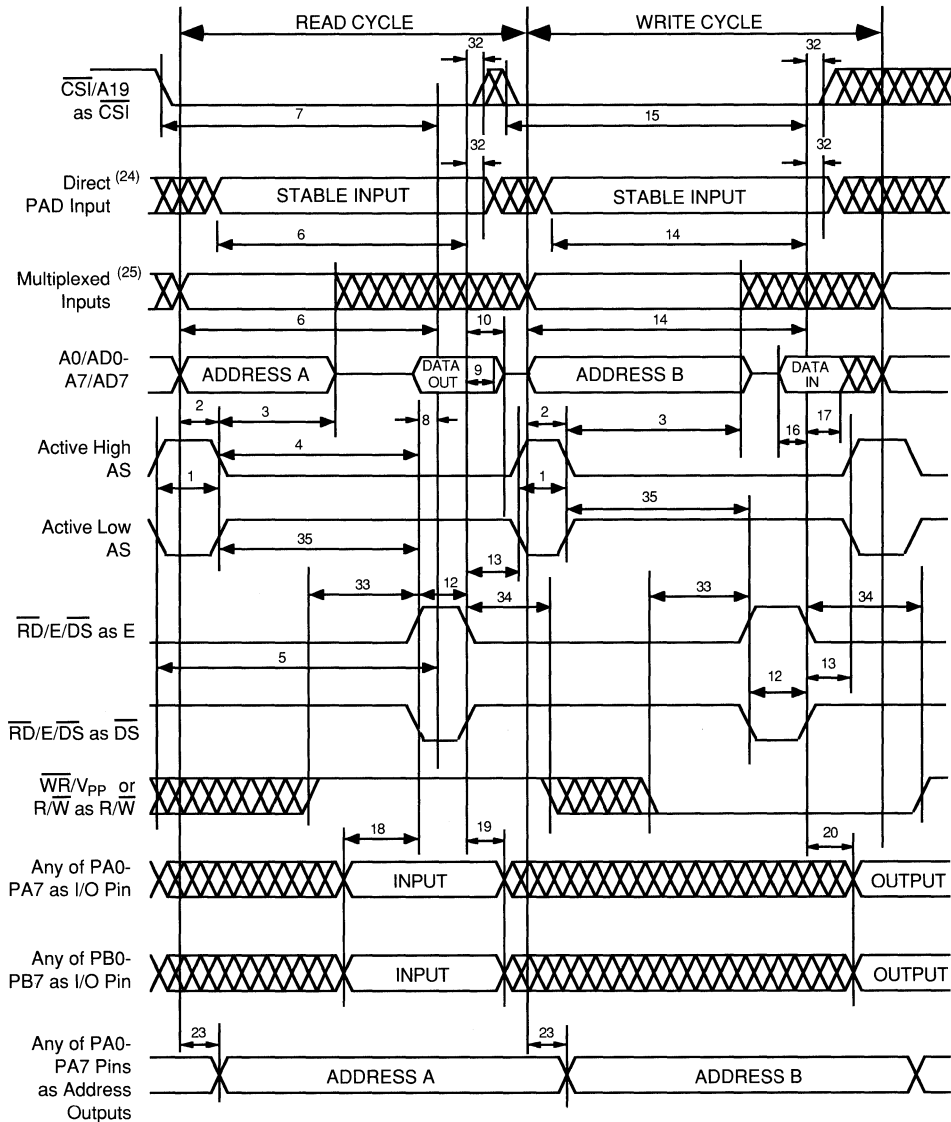 READ CYCLE WRITE CYCLE
32 32
CSI/A19
as CSI
7 15
32 32
Direct (24)
PAD Input
STABLE INPUT STABLE INPUT
6 14
Multiplexed (25)
Inputs
6 10 14
A0/AD0-
A7/AD7
ADDRESS A DATA OUT 9 ADDRESS B DATA IN
2 3 8 2 3 16 17
Active High
AS
4
1 1
35
Active Low
AS
35
13
33 12 34 33 34
RD/E/DS as E
5
12 13
RD/E/DS as DS
WR/VPP or
R/W as R/W
18 19 20
Any of PA0-
PA7 as I/O Pin
INPUT OUTPUT
Any of PB0-
PB7 as I/O Pin
INPUT OUTPUT
23 23
Any of PA0-
PA7 Pins
as Address
Outputs
ADDRESS A ADDRESS B